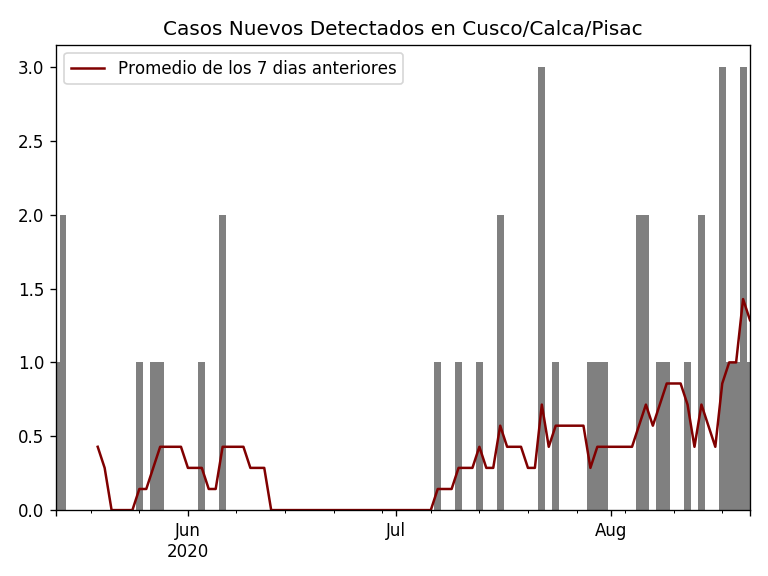 Casos Nuevos Detectados en Cusco/Calca/Pisac
Promedio de los 7 dias anteriores
3.0
2.5
2.0
1.5
1.0
0.5
0.0
Jun
2020
Jul
Aug